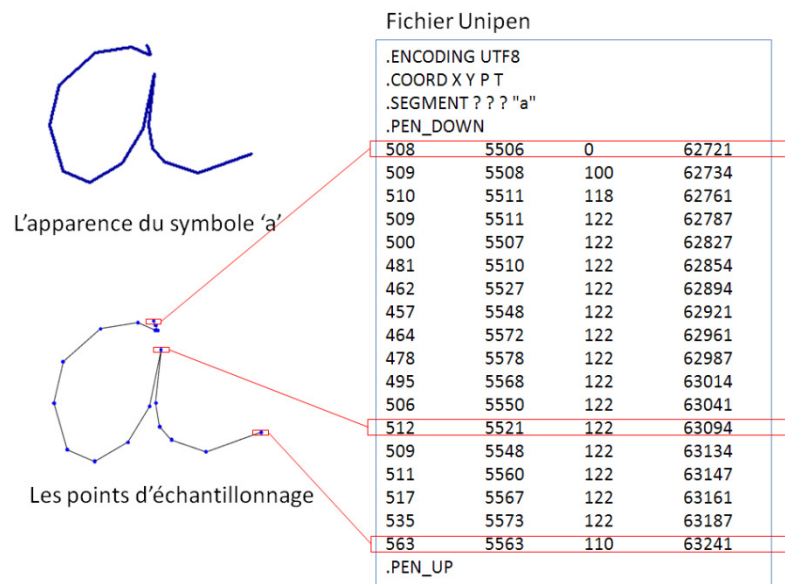 Fichier Unipen
.ENCODING UTF8
.COORD X Y P T
.SEGMENT ? ? ? "a"
.PEN_DOWN
508 5506 0 62721
509 5508 100 62734
510 5511 118 62761
509 5511 122 62787
500 5507 122 62827
481 5510 122 62854
462 5527 122 62894
457 5548 122 62921
464 5572 122 62961
478 5578 122 62987
495 5568 122 63014
506 5550 122 63041
512 5521 122 63094
509 5548 122 63134
511 5560 122 63147
517 5567 122 63161
535 5573 122 63187
563 5563 110 63241
.PEN_UP
a
L'apparence du symbole 'a'
Les points d'échantillonnage